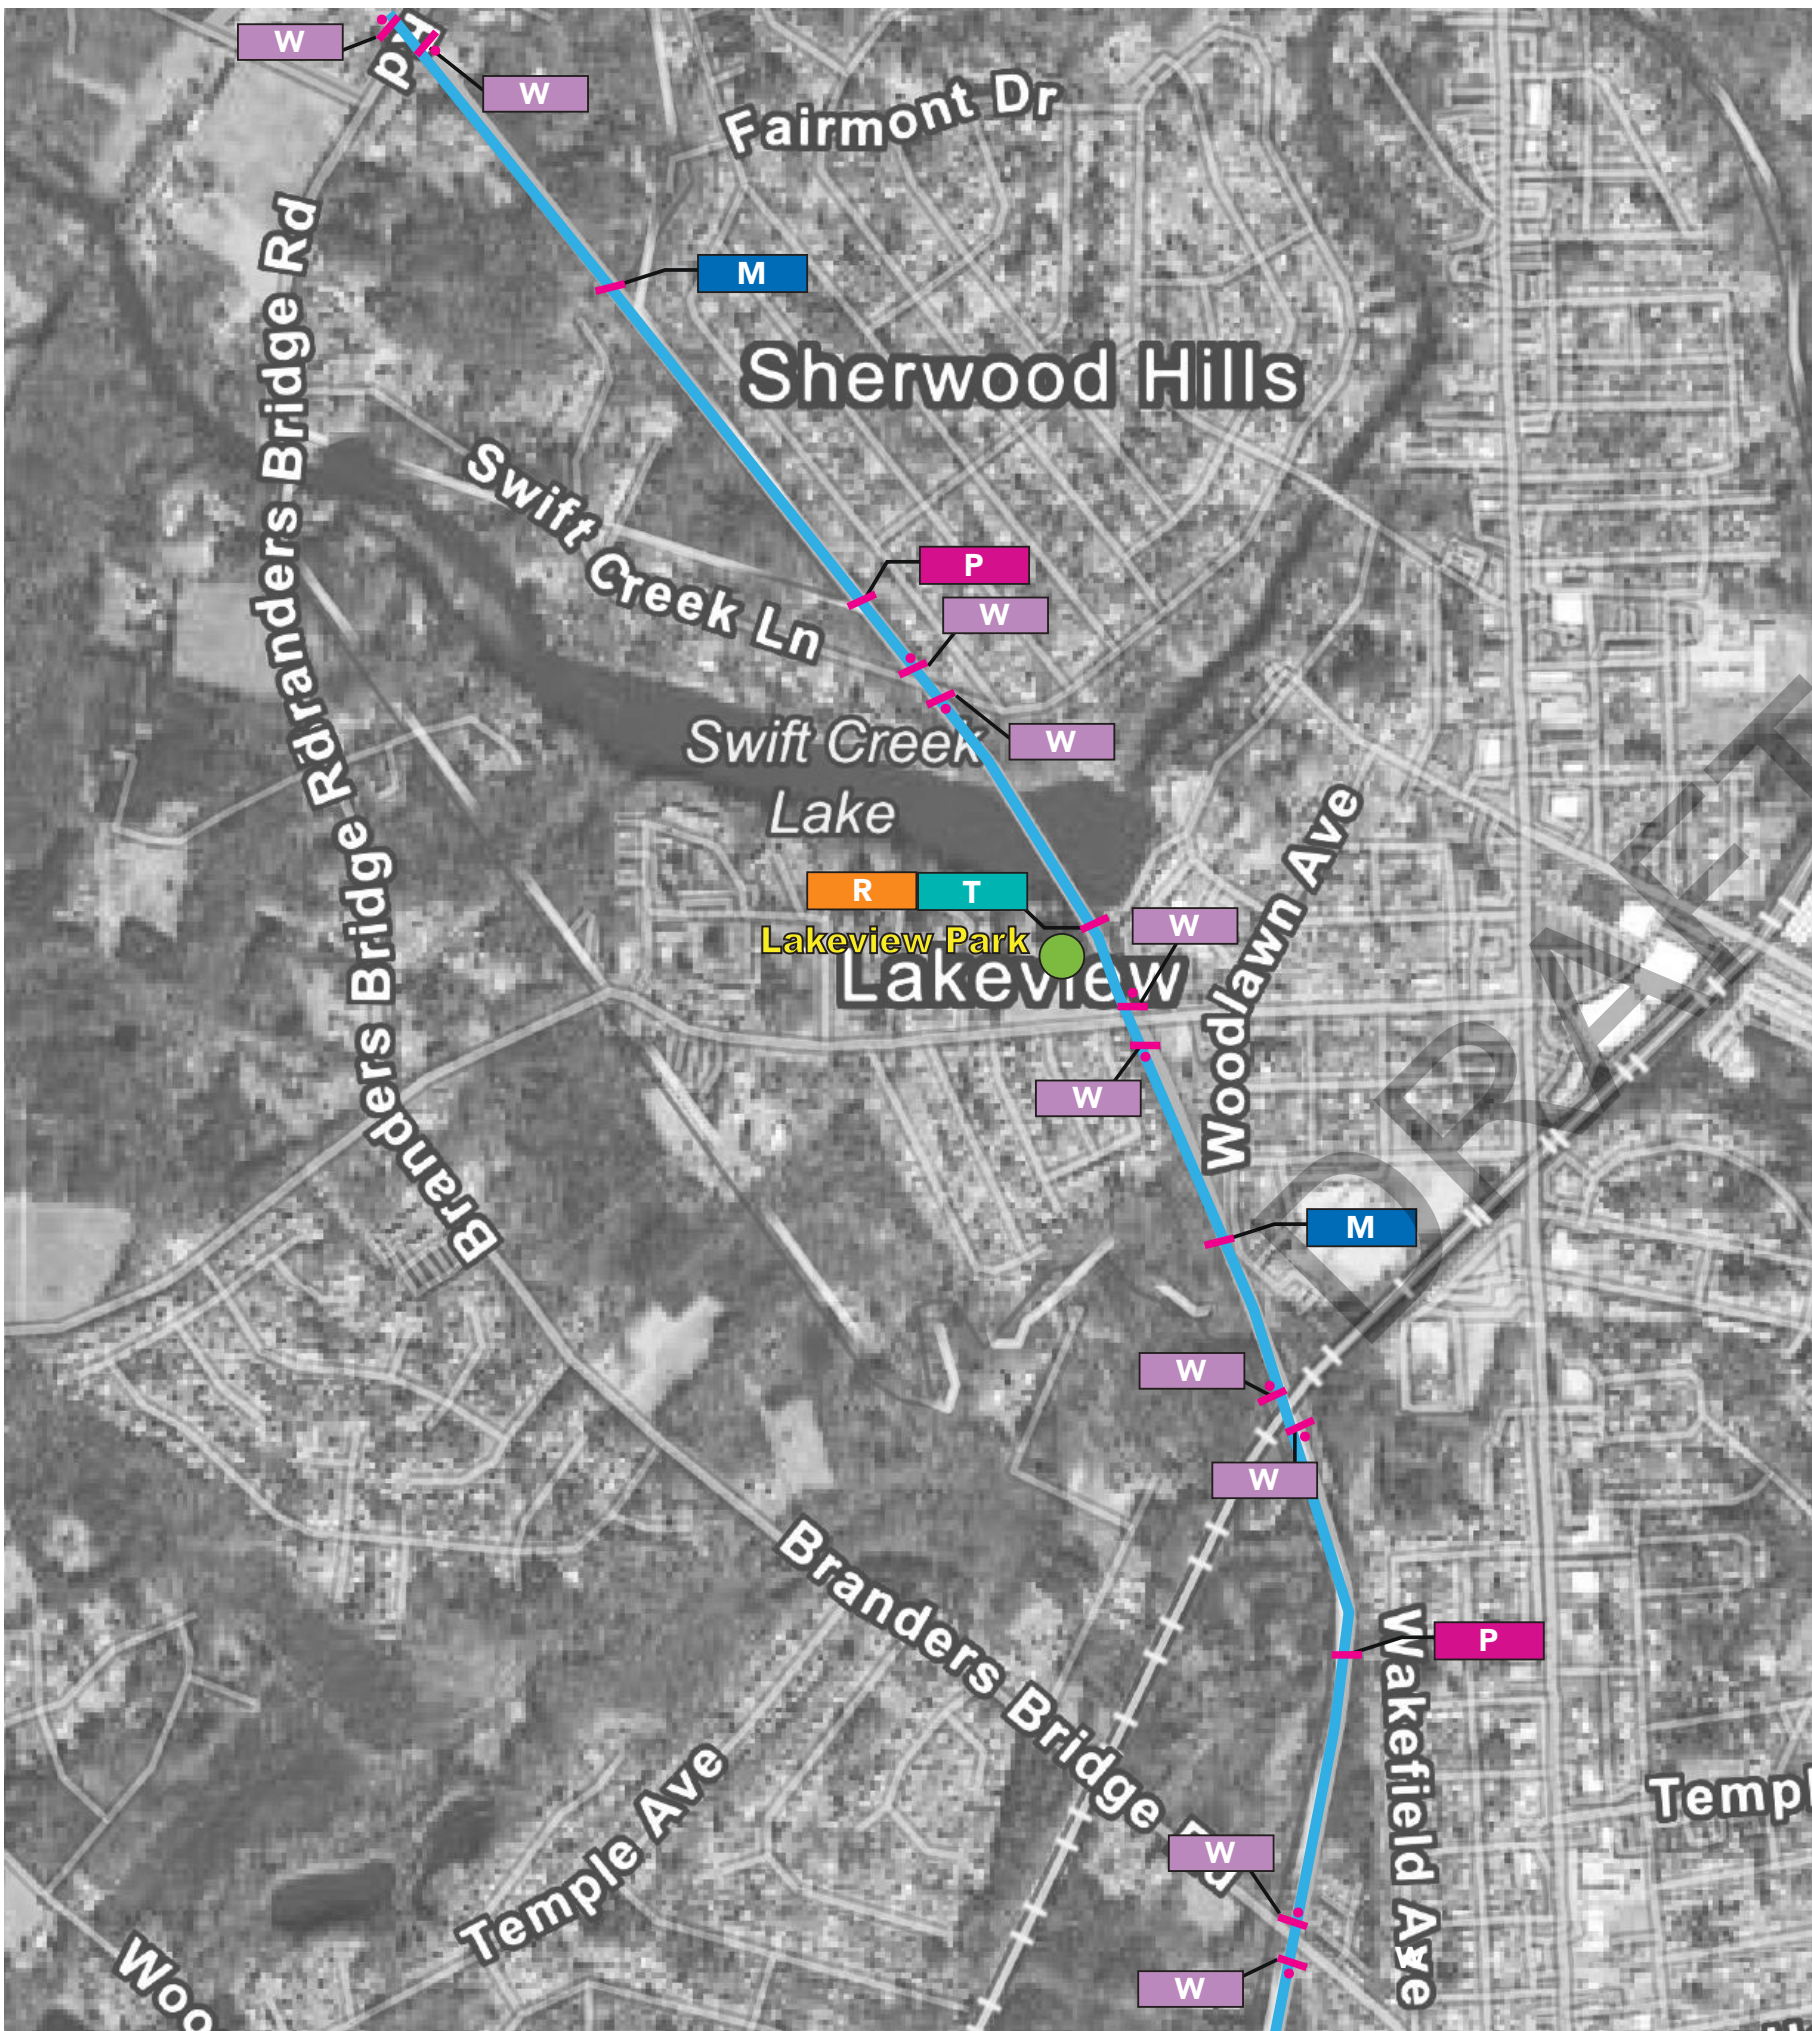 Rd
W
W
Fairmont Dr
Branders Bridge Rd
M
Sherwood Hills
Swift Creek Ln
P
W
W
Swift Creek
Lake
R T
Lakeview Park
Lakeview
W
Woodlawn Ave
W
DRAFT
Branders Bridge Rd
M
W
W
Branders Bridge Rd
P
Wakefield Ave
Temple Ave
Templ
W
W
Woo